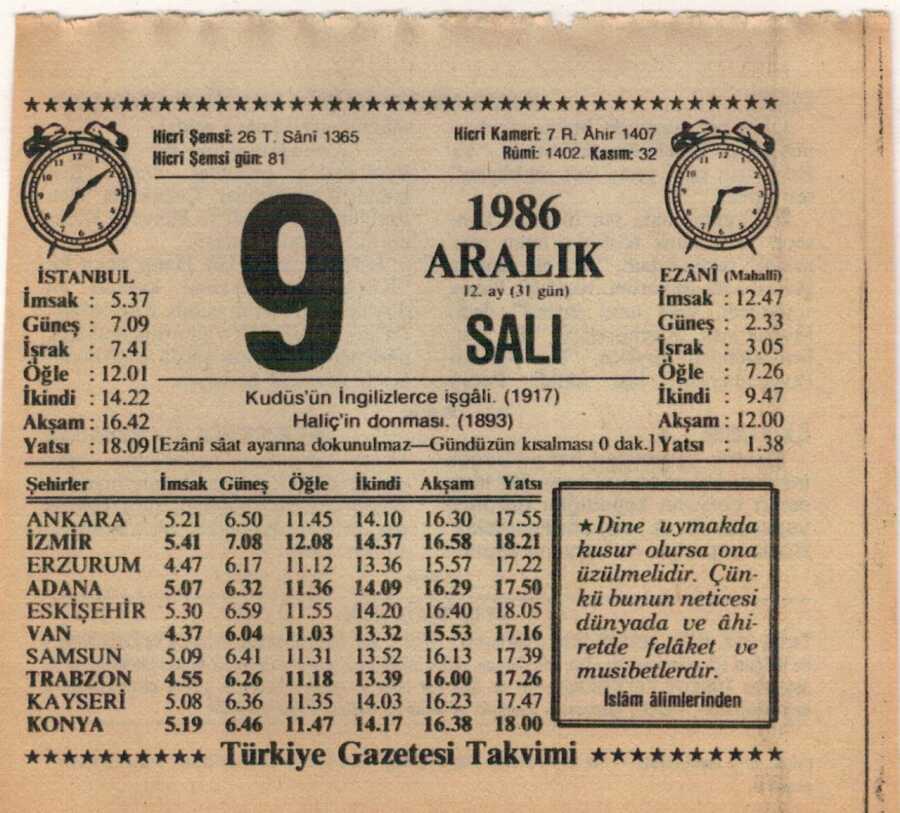 ★★★★★★★★★★★★★★★★★★★★★★★★★★★★★★★★★★★★★★★★★★★★★★★★★
Hicrî Şemsî: 26 T. Sânî 1365
Hicrî Şemsî gün: 81
Hicrî Kamerî: 7 R. Âhir 1407
Rûmî: 1402. Kasım: 32
9
1986
ARALIK
12. ay (31 gün)
SALI
İSTANBUL
İmsak : 5.37
Güneş : 7.09
İşrak : 7.41
Öğle : 12.01
İkindi : 14.22
Akşam : 16.42
Yatsı : 18.09
EZÂNÎ (Mahallî)
İmsak : 12.47
Güneş : 2.33
İşrak : 3.05
Öğle : 7.26
İkindi : 9.47
Akşam : 12.00
Yatsı : 1.38
Kudüs'ün İngilizlerce işgâli. (1917)
Haliç'in donması. (1893)
[Ezânî sâat ayarına dokunulmaz—Gündüzün kısalması 0 dak.]
Şehirler İmsak Güneş Öğle İkindi Akşam Yatsı
ANKARA 5.21 6.50 11.45 14.10 16.30 17.55
İZMİR 5.41 7.08 12.08 14.37 16.58 18.21
ERZURUM 4.47 6.17 11.12 13.36 15.57 17.22
ADANA 5.07 6.32 11.36 14.09 16.29 17.50
ESKİŞEHİR 5.30 6.59 11.55 14.20 16.40 18.05
VAN 4.37 6.04 11.03 13.32 15.53 17.16
SAMSUN 5.09 6.41 11.31 13.52 16.13 17.39
TRABZON 4.55 6.26 11.18 13.39 16.00 17.26
KAYSERİ 5.08 6.36 11.35 14.03 16.23 17.47
KONYA 5.19 6.46 11.47 14.17 16.38 18.00
★Dine uymakda
kusur olursa ona
üzülmelidir. Çün-
kü bunun neticesi
dünyada ve âhi-
retde felâket ve
musibetlerdir.
İslâm âlimlerinden
★★★★★★★★★★ Türkiye Gazetesi Takvimi ★★★★★★★★★★